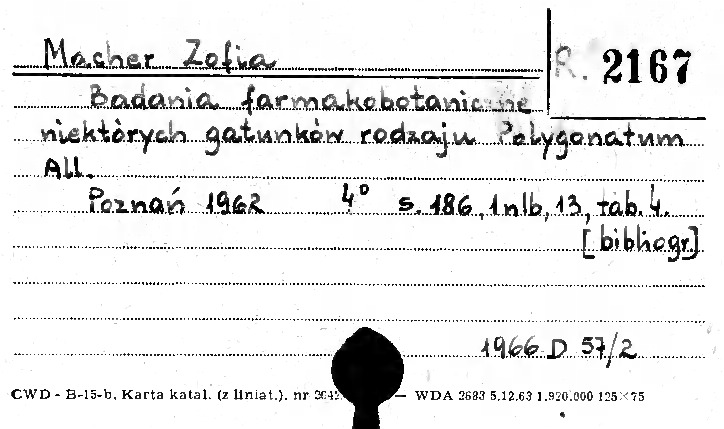 Macher Zofia
R. 2167
Badania farmakobotaniczne
niektórych gatunków rodzaju Polygonatum
All.
Poznań 1962 4° s. 186, 1 nlb, 13, tab. 4.
[bibliogr.]
1966 D 57/2
CWD - B-15-b, Karta katal. (z liniat.). nr — WDA 2683 5.12.63 1.920.000 125×75